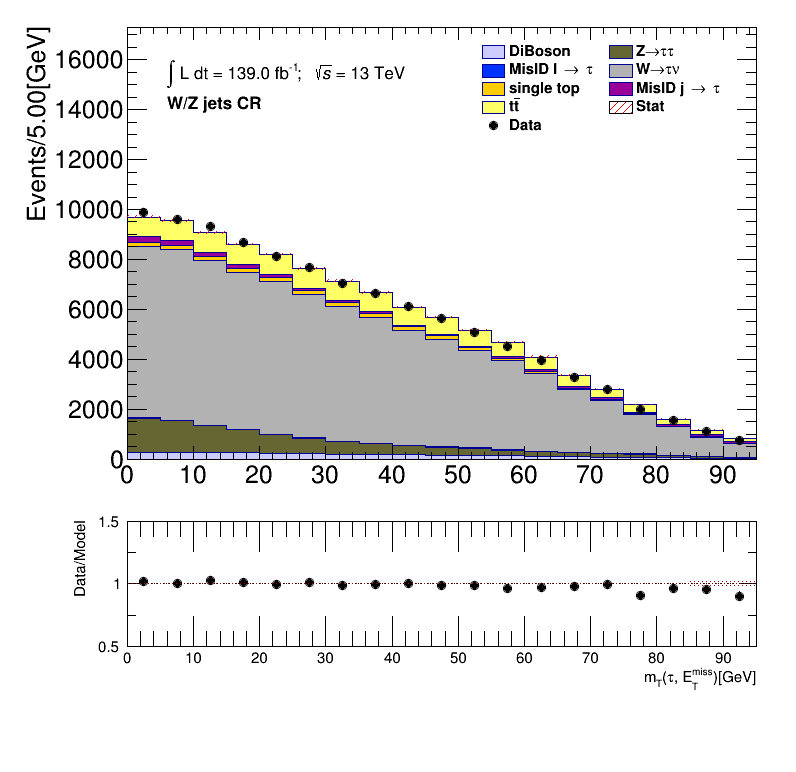 Events/5.00[GeV]
16000
14000
12000
10000
8000
6000
4000
2000
0
∫ L dt = 139.0 fb⁻¹; √s = 13 TeV
W/Z jets CR
DiBoson
MisID l → τ
single top
tt̄
Data
Z→ττ
W→τν
MisID j → τ
Stat
0 10 20 30 40 50 60 70 80 90
Data/Model
1.5
1
0.5
0 10 20 30 40 50 60 70 80 90
m_T(τ, E_T^miss)[GeV]